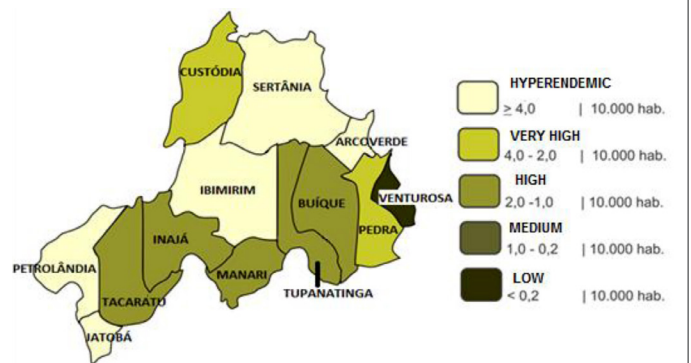 CUSTÓDIA
SERTÂNIA
ARCOVERDE
IBIMIRIM
BUÍQUE
VENTUROSA
PEDRA
INAJÁ
PETROLÂNDIA
MANARI
TACARATU
TUPANATINGA
JATOBÁ
HYPERENDEMIC
≥ 4,0 | 10.000 hab.
VERY HIGH
4,0 - 2,0 | 10.000 hab.
HIGH
2,0 -1,0 | 10.000 hab.
MEDIUM
1,0 - 0,2 | 10.000 hab.
LOW
< 0,2 | 10.000 hab.